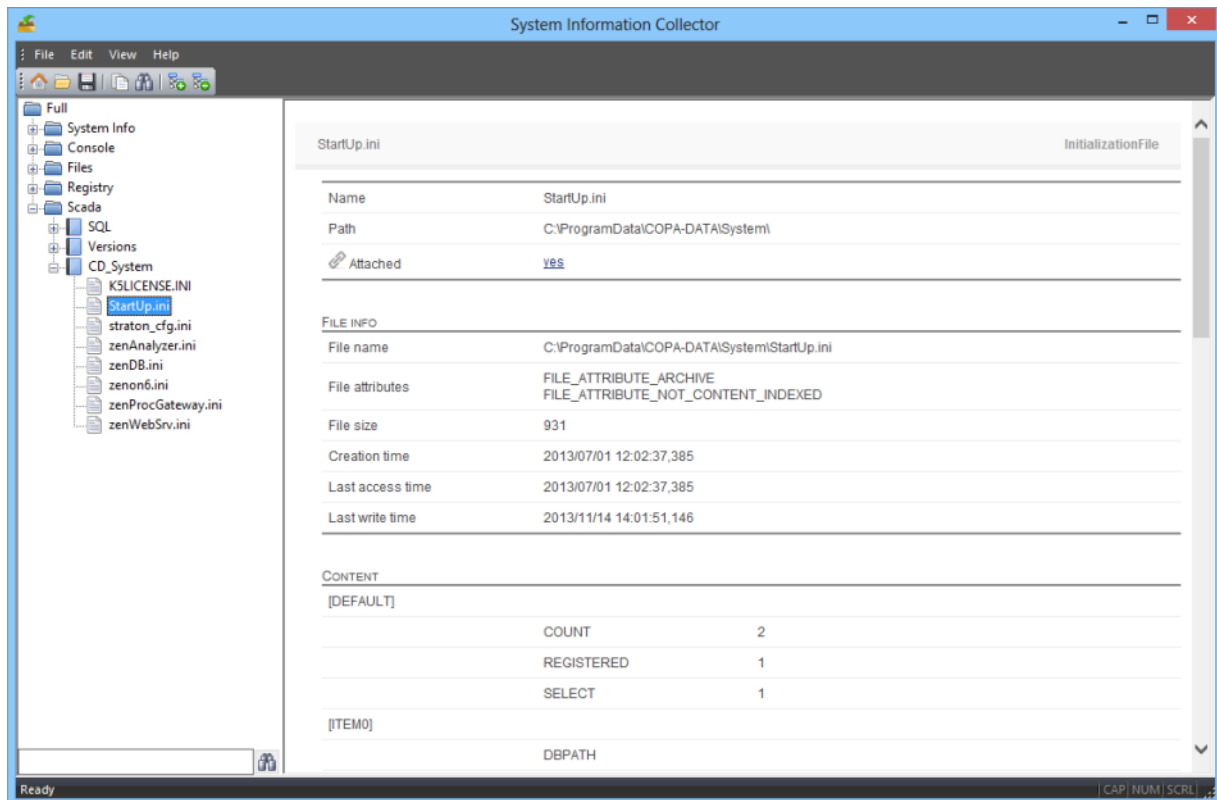 System Information Collector
File Edit View Help
Full
System Info
Console
Files
Registry
Scada
SQL
Versions
CD_System
K5LICENSE.INI
StartUp.ini
straton_cfg.ini
zenAnalyzer.ini
zenDB.ini
zenon6.ini
zenProcGateway.ini
zenWebSrv.ini
StartUp.ini InitializationFile
Name StartUp.ini
Path C:\ProgramData\COPA-DATA\System\
Attached yes
FILE INFO
File name C:\ProgramData\COPA-DATA\System\StartUp.ini
File attributes FILE_ATTRIBUTE_ARCHIVE
FILE_ATTRIBUTE_NOT_CONTENT_INDEXED
File size 931
Creation time 2013/07/01 12:02:37,385
Last access time 2013/07/01 12:02:37,385
Last write time 2013/11/14 14:01:51,146
CONTENT
[DEFAULT]
COUNT 2
REGISTERED 1
SELECT 1
[ITEM0]
DBPATH
Ready CAP NUM SCRL